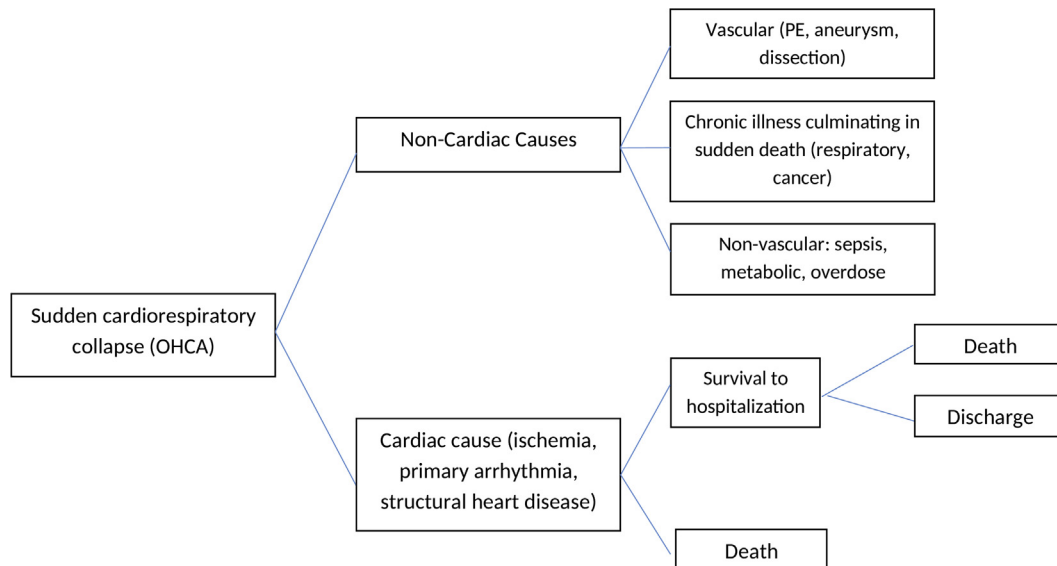 Vascular (PE, aneurysm,
dissection)
Non-Cardiac Causes
Chronic illness culminating in
sudden death (respiratory,
cancer)
Non-vascular: sepsis,
metabolic, overdose
Sudden cardiorespiratory
collapse (OHCA)
Cardiac cause (ischemia,
primary arrhythmia,
structural heart disease)
Survival to
hospitalization
Death
Discharge
Death